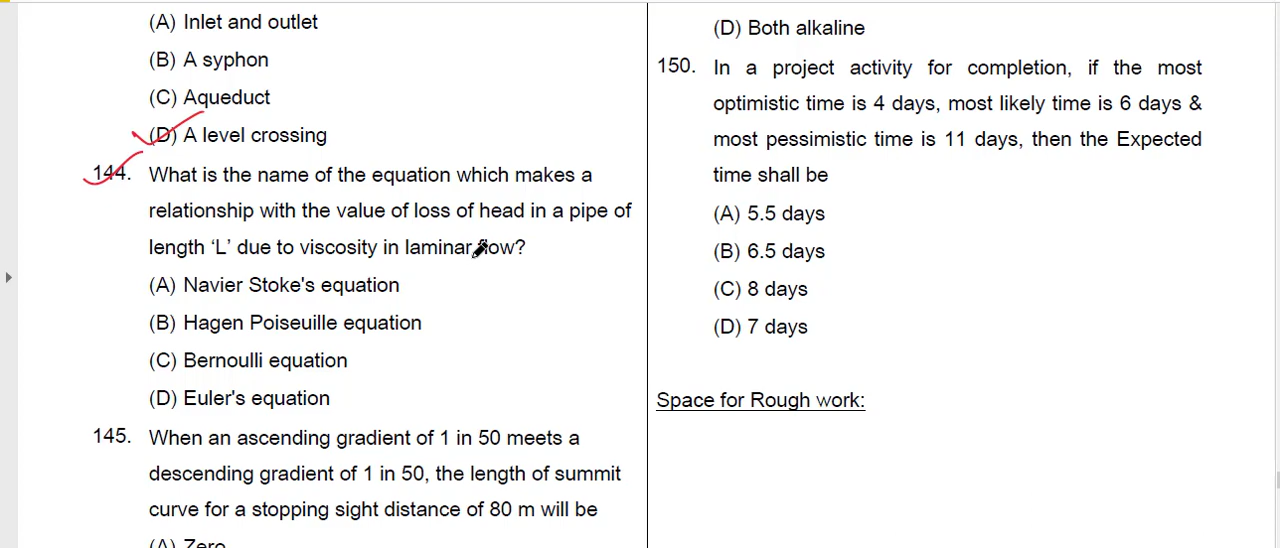 (A) Inlet and outlet
(B) A syphon
(C) Aqueduct
(D) A level crossing
144. What is the name of the equation which makes a
relationship with the value of loss of head in a pipe of
length ‘L’ due to viscosity in laminar flow?
(A) Navier Stoke's equation
(B) Hagen Poiseuille equation
(C) Bernoulli equation
(D) Euler's equation
145. When an ascending gradient of 1 in 50 meets a
descending gradient of 1 in 50, the length of summit
curve for a stopping sight distance of 80 m will be
(A) Zero
(D) Both alkaline
150. In a project activity for completion, if the most
optimistic time is 4 days, most likely time is 6 days &
most pessimistic time is 11 days, then the Expected
time shall be
(A) 5.5 days
(B) 6.5 days
(C) 8 days
(D) 7 days
Space for Rough work: